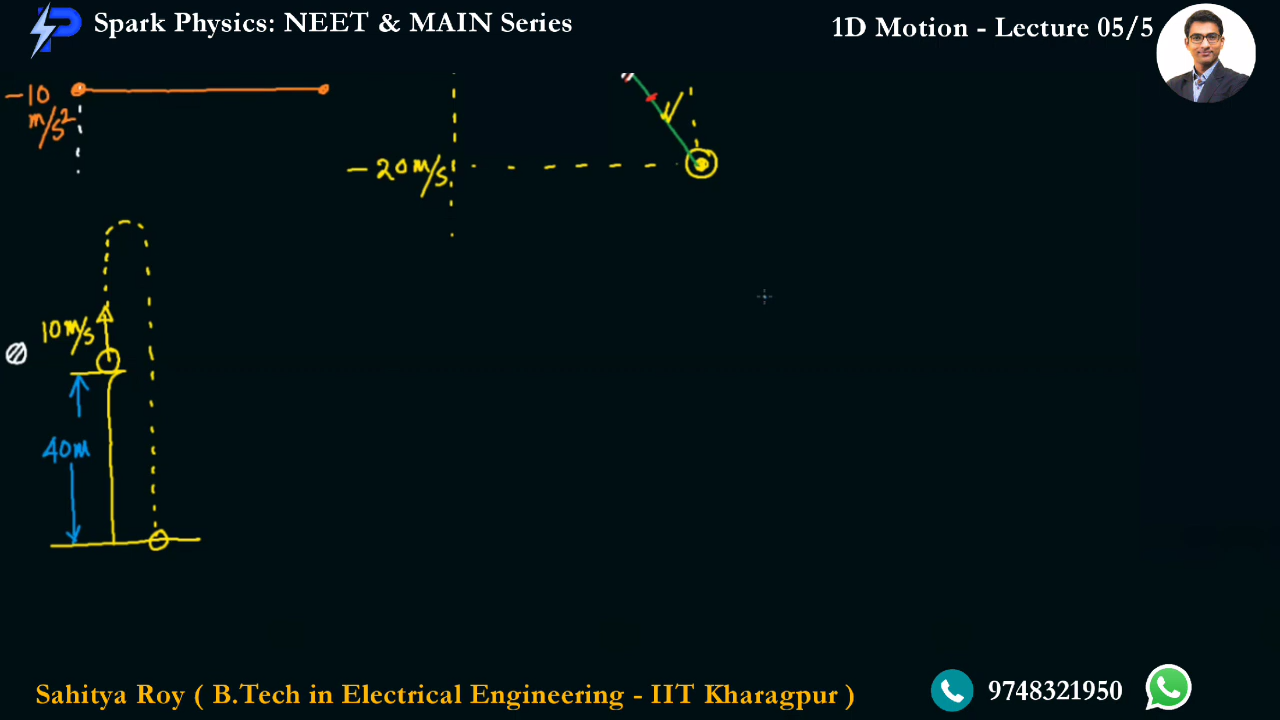 Spark Physics: NEET & MAIN Series
1D Motion - Lecture 05/5
-10
m/s²
-20m/s
10m/s
40m
Sahitya Roy ( B.Tech in Electrical Engineering - IIT Kharagpur )
9748321950